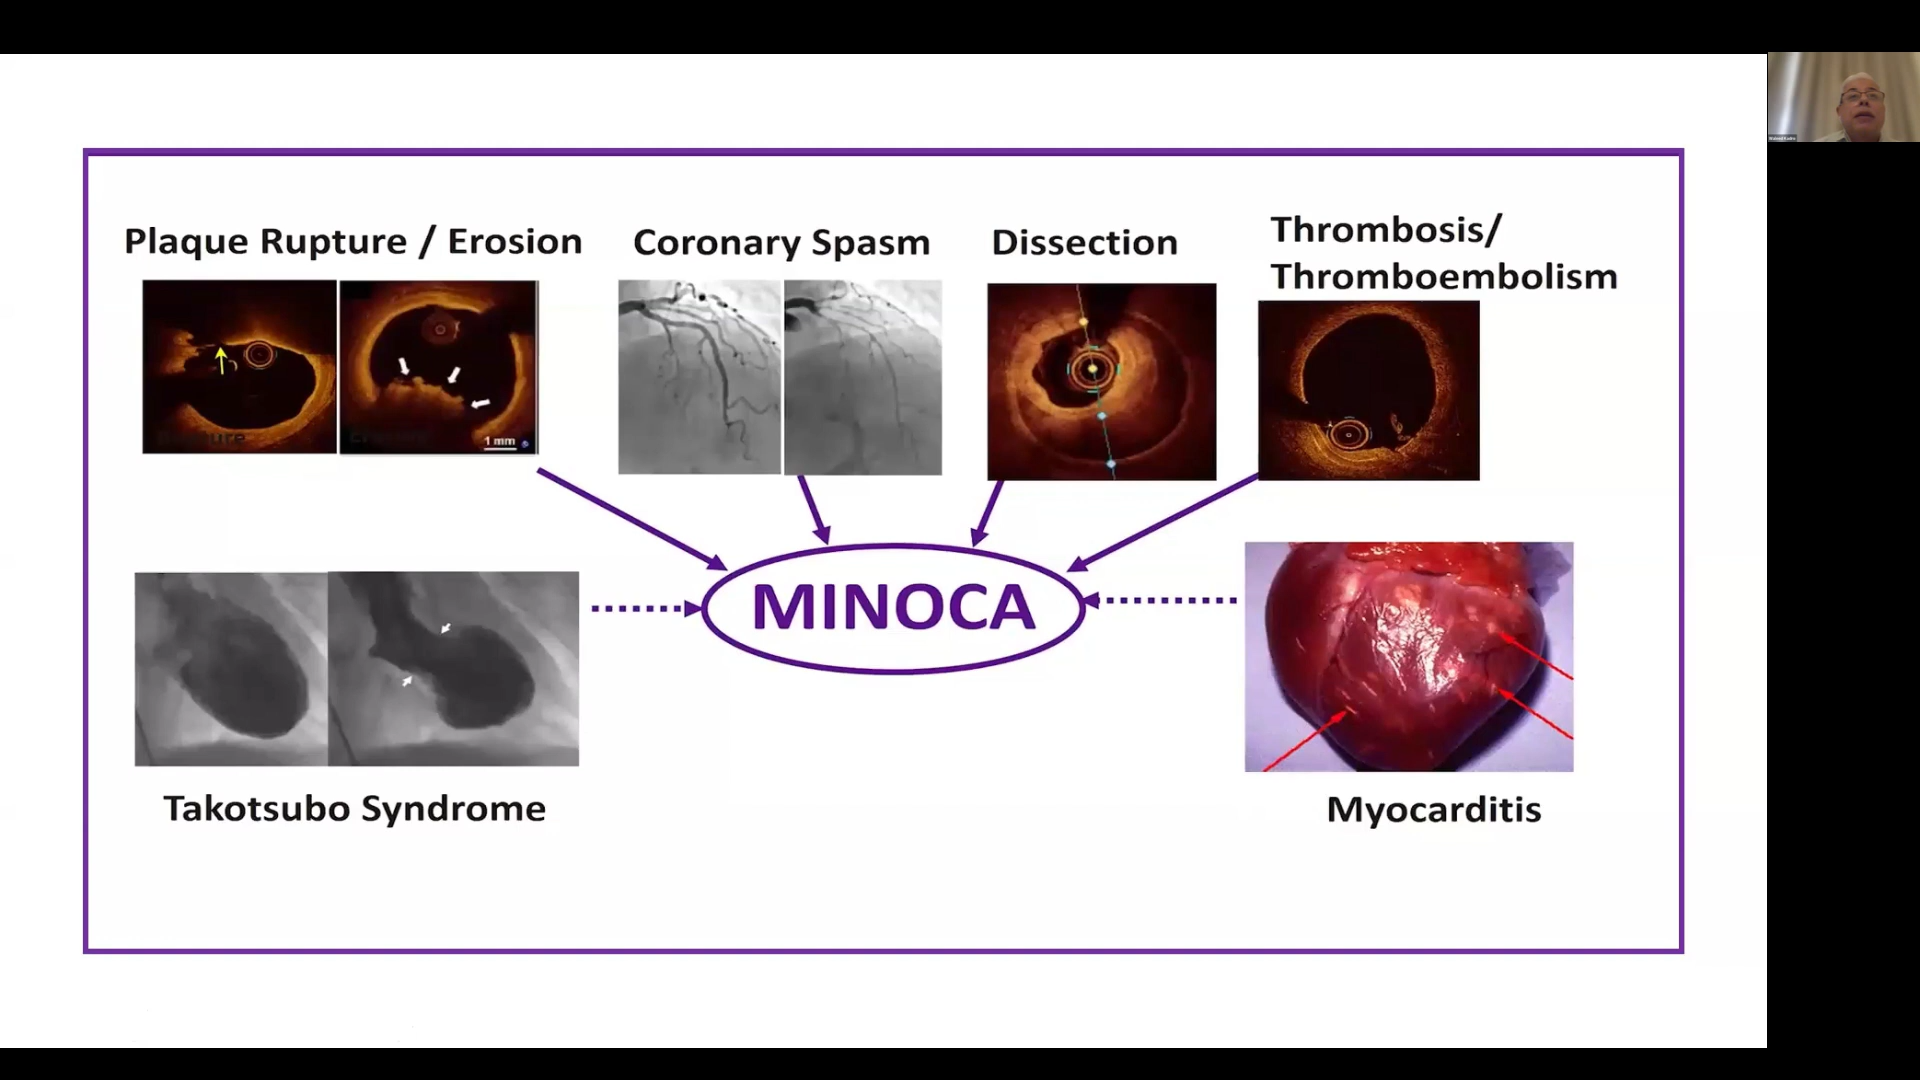 Plaque Rupture / Erosion
Coronary Spasm
Dissection
Thrombosis/
Thromboembolism
1 mm
MINOCA
Takotsubo Syndrome
Myocarditis